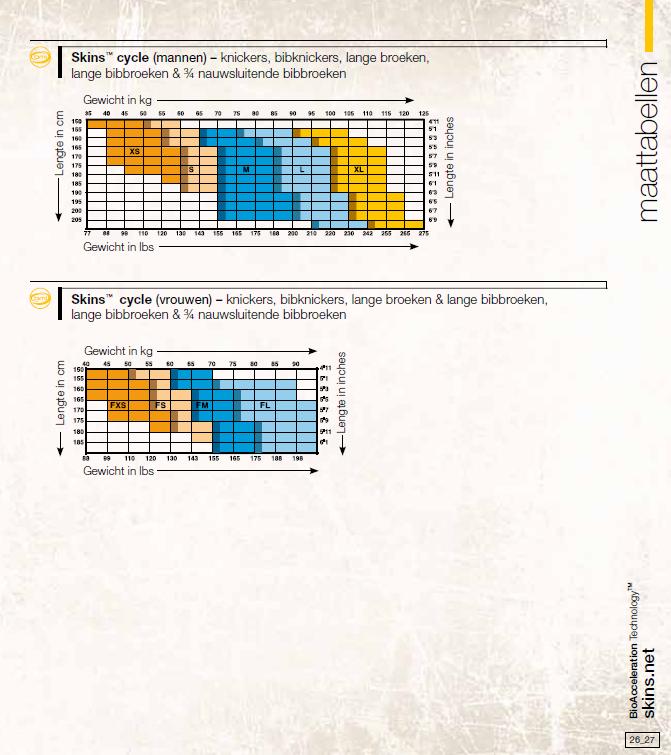 maattabellen
Skins™ cycle (mannen) – knickers, bibknickers, lange broeken,
lange bibbroeken & ¾ nauwsluitende bibbroeken
Gewicht in kg
35 40 45 50 55 60 65 70 75 80 85 90 95 100 105 110 115 120 125
Lengte in cm
150
155
160
165
170
175
180
185
190
195
200
205
XS S M L XL
4'11
5'1
5'3
5'5
5'7
5'9
5'11
6'1
6'3
6'5
6'7
6'9
Lengte in inches
77 88 99 110 120 130 143 155 165 175 188 200 210 220 230 242 255 265 275
Gewicht in lbs
Skins™ cycle (vrouwen) – knickers, bibknickers, lange broeken & lange bibbroeken,
lange bibbroeken & ¾ nauwsluitende bibbroeken
Gewicht in kg
40 45 50 55 60 65 70 75 80 85 90
Lengte in cm
150
155
160
165
170
175
180
185
FXS FS FM FL
4"11
5"1
5"3
5"5
5"7
5"9
5"11
6"1
Lengte in inches
88 99 110 120 130 143 155 165 175 188 198
Gewicht in lbs
BioAcceleration Technology™
skins.net
26_27